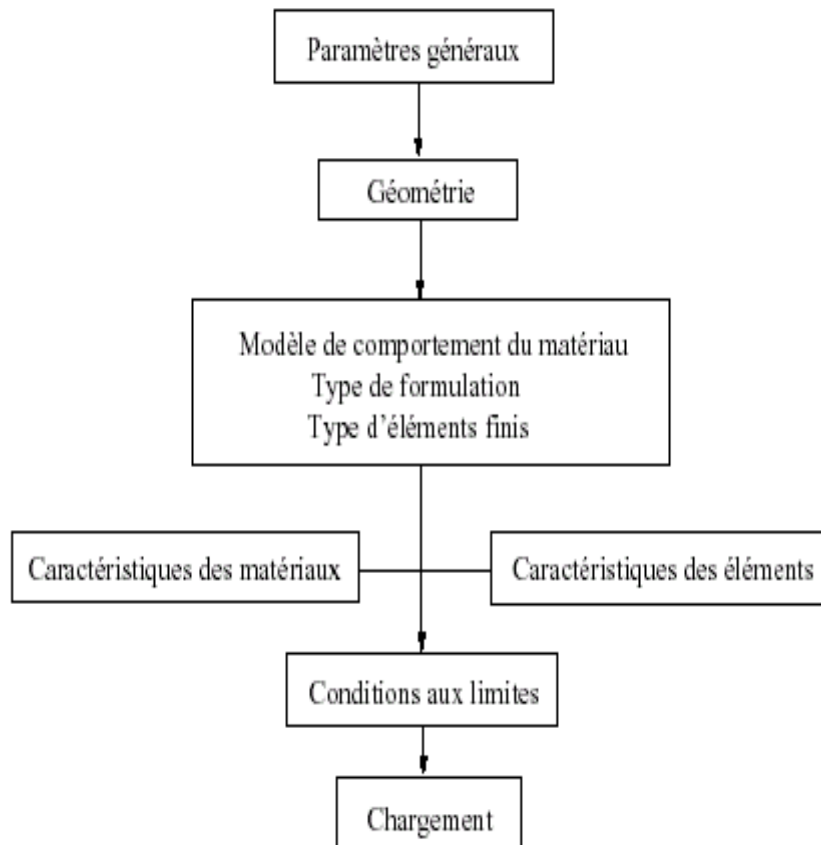 Paramètres généraux
Géométrie
Modèle de comportement du matériau
Type de formulation
Type d'éléments finis
Caractéristiques des matériaux
Caractéristiques des éléments
Conditions aux limites
Chargement